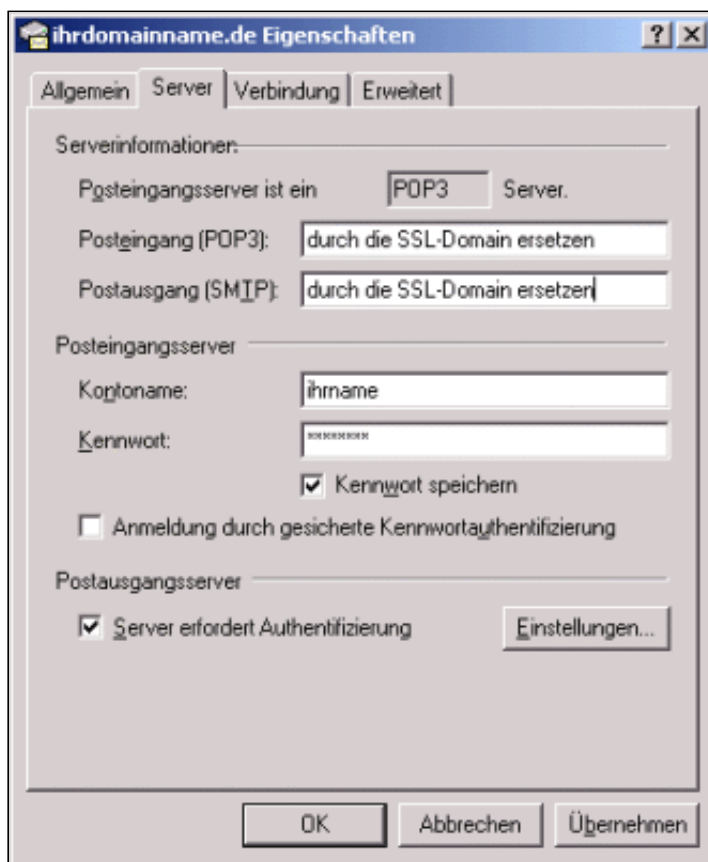 ihrdomainname.de Eigenschaften
Allgemein Server Verbindung Erweitert
Serverinformationen:
Posteingangsserver ist ein POP3 Server.
Posteingang (POP3): durch die SSL-Domain ersetzen
Postausgang (SMTP): durch die SSL-Domain ersetzen
Posteingangsserver
Kontoname: ihrname
Kennwort: ********
Kennwort speichern
Anmeldung durch gesicherte Kennwortauthentifizierung
Postausgangsserver
Server erfordert Authentifizierung Einstellungen...
OK Abbrechen Übernehmen